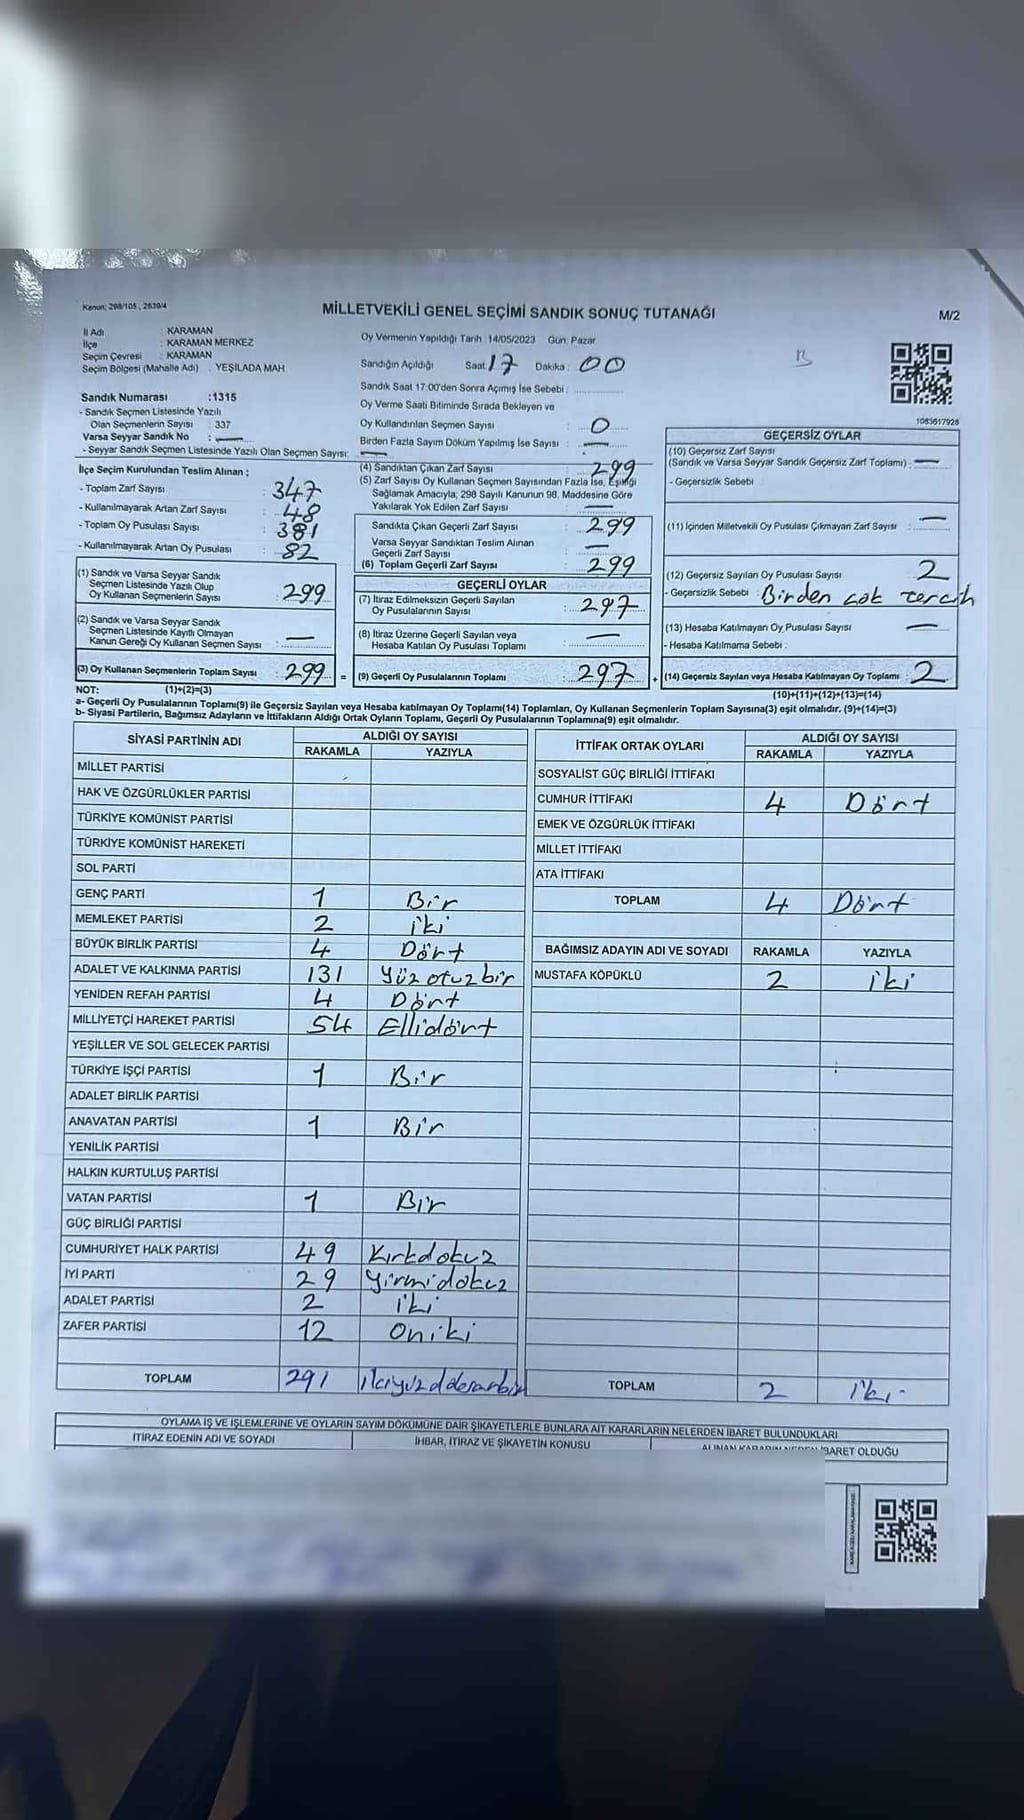 Kanun: 298/105 , 2839/4
MİLLETVEKİLİ GENEL SEÇİMİ SANDIK SONUÇ TUTANAĞI
M/2
İl Adı : KARAMAN
İlçe : KARAMAN MERKEZ
Seçim Çevresi : KARAMAN
Seçim Bölgesi (Mahalle Adı) . YEŞİLADA MAH.
Sandık Numarası :1315
- Sandık Seçmen Listesinde Yazılı
Olan Seçmenlerin Sayısı : 337
Varsa Seyyar Sandık No : —
- Seyyar Sandık Seçmen Listesinde Yazılı Olan Seçmen Sayısı: —
Oy Vermenin Yapıldığı Tarih :14/05/2023 Gün: Pazar
Sandığın Açıldığı Saat: 17 Dakika : 00
Sandık Saat 17:00'den Sonra Açımış İse Sebebi :
Oy Verme Saati Bitiminde Sırada Bekleyen ve
Oy Kullandırılan Seçmen Sayısı : 0
Birden Fazla Sayım Döküm Yapılmış İse Sayısı : —
B
1083617928
İlçe Seçim Kurulundan Teslim Alınan ;
- Toplam Zarf Sayısı : 347
- Kullanılmayarak Artan Zarf Sayısı : 48
- Toplam Oy Pusulası Sayısı : 381
- Kullanılmayarak Artan Oy Pusulası : 82
(1) Sandık ve Varsa Seyyar Sandık
Seçmen Listesinde Yazılı Olup
Oy Kullanan Seçmenlerin Sayısı : 299
(2) Sandık ve Varsa Seyyar Sandık
Seçmen Listesinde Kayıtlı Olmayan
Kanun Gereği Oy Kullanan Seçmen Sayısı : —
(3) Oy Kullanan Seçmenlerin Toplam Sayısı : 299 =
(4) Sandıktan Çıkan Zarf Sayısı : 299
(5) Zarf Sayısı Oy Kullanan Seçmen Sayısından Fazla İse, Eşitliği
Sağlamak Amacıyla; 298 Sayılı Kanunun 98. Maddesine Göre
Yakılarak Yok Edilen Zarf Sayısı : —
Sandıkta Çıkan Geçerli Zarf Sayısı : 299
Varsa Seyyar Sandıktan Teslim Alınan
Geçerli Zarf Sayısı : —
(6) Toplam Geçerli Zarf Sayısı : 299
GEÇERLİ OYLAR
(7) İtiraz Edilmeksizin Geçerli Sayılan
Oy Pusulalarının Sayısı : 297
(8) İtiraz Üzerine Geçerli Sayılan veya
Hesaba Katılan Oy Pusulası Toplamı : —
(9) Geçerli Oy Pusulalarının Toplamı : 297 +
GEÇERSİZ OYLAR
(10) Geçersiz Zarf Sayısı
(Sandık ve Varsa Seyyar Sandık Geçersiz Zarf Toplamı) : —
- Geçersizlik Sebebi :
(11) İçinden Milletvekili Oy Pusulası Çıkmayan Zarf Sayısı : —
(12) Geçersiz Sayılan Oy Pusulası Sayısı : 2
- Geçersizlik Sebebi : Birden çok tercih
(13) Hesaba Katılmayan Oy Pusulası Sayısı : —
- Hesaba Katılmama Sebebi :
(14) Geçersiz Sayılan veya Hesaba Katılmayan Oy Toplamı : 2
NOT: (1)+(2)=(3)
(10)+(11)+(12)+(13)=(14)
a- Geçerli Oy Pusulalarının Toplamı(9) ile Geçersiz Sayılan veya Hesaba katılmayan Oy Toplamı(14) Toplamları, Oy Kullanan Seçmenlerin Toplam Sayısına(3) eşit olmalıdır. (9)+(14)=(3)
b- Siyasi Partilerin, Bağımsız Adayların ve İttifakların Aldığı Ortak Oyların Toplamı, Geçerli Oy Pusulalarının Toplamına(9) eşit olmalıdır.
SİYASİ PARTİNİN ADI
ALDIĞI OY SAYISI
RAKAMLA YAZIYLA
MİLLET PARTİSİ
HAK VE ÖZGÜRLÜKLER PARTİSİ
TÜRKİYE KOMÜNİST PARTİSİ
TÜRKİYE KOMÜNİST HAREKETİ
SOL PARTİ
GENÇ PARTİ 1 Bir
MEMLEKET PARTİSİ 2 iki
BÜYÜK BİRLİK PARTİSİ 4 Dört
ADALET VE KALKINMA PARTİSİ 131 Yüz otuz bir
YENİDEN REFAH PARTİSİ 4 Dört
MİLLİYETÇİ HAREKET PARTİSİ 54 Ellidört
YEŞİLLER VE SOL GELECEK PARTİSİ
TÜRKİYE İŞÇİ PARTİSİ 1 Bir
ADALET BİRLİK PARTİSİ
ANAVATAN PARTİSİ 1 Bir
YENİLİK PARTİSİ
HALKIN KURTULUŞ PARTİSİ
VATAN PARTİSİ 1 Bir
GÜÇ BİRLİĞİ PARTİSİ
CUMHURİYET HALK PARTİSİ 49 Kırkdokuz
İYİ PARTİ 29 Yirmidokuz
ADALET PARTİSİ 2 iki
ZAFER PARTİSİ 12 Oniki
TOPLAM 291 ikiyüzddoksanbir
İTTİFAK ORTAK OYLARI
ALDIĞI OY SAYISI
RAKAMLA YAZIYLA
SOSYALİST GÜÇ BİRLİĞİ İTTİFAKI
CUMHUR İTTİFAKI 4 Dört
EMEK VE ÖZGÜRLÜK İTTİFAKI
MİLLET İTTİFAKI
ATA İTTİFAKI
TOPLAM 4 Dört
BAĞIMSIZ ADAYIN ADI VE SOYADI RAKAMLA YAZIYLA
MUSTAFA KÖPÜKLÜ 2 iki
TOPLAM 2 iki
OYLAMA İŞ VE İŞLEMLERİNE VE OYLARIN SAYIM DÖKÜMÜNE DAİR ŞİKAYETLERLE BUNLARA AİT KARARLARIN NELERDEN İBARET BULUNDUKLARI
İTİRAZ EDENİN ADI VE SOYADI İHBAR, İTİRAZ VE ŞİKAYETİN KONUSU ALINAN KARARIN NEDEN İBARET OLDUĞU